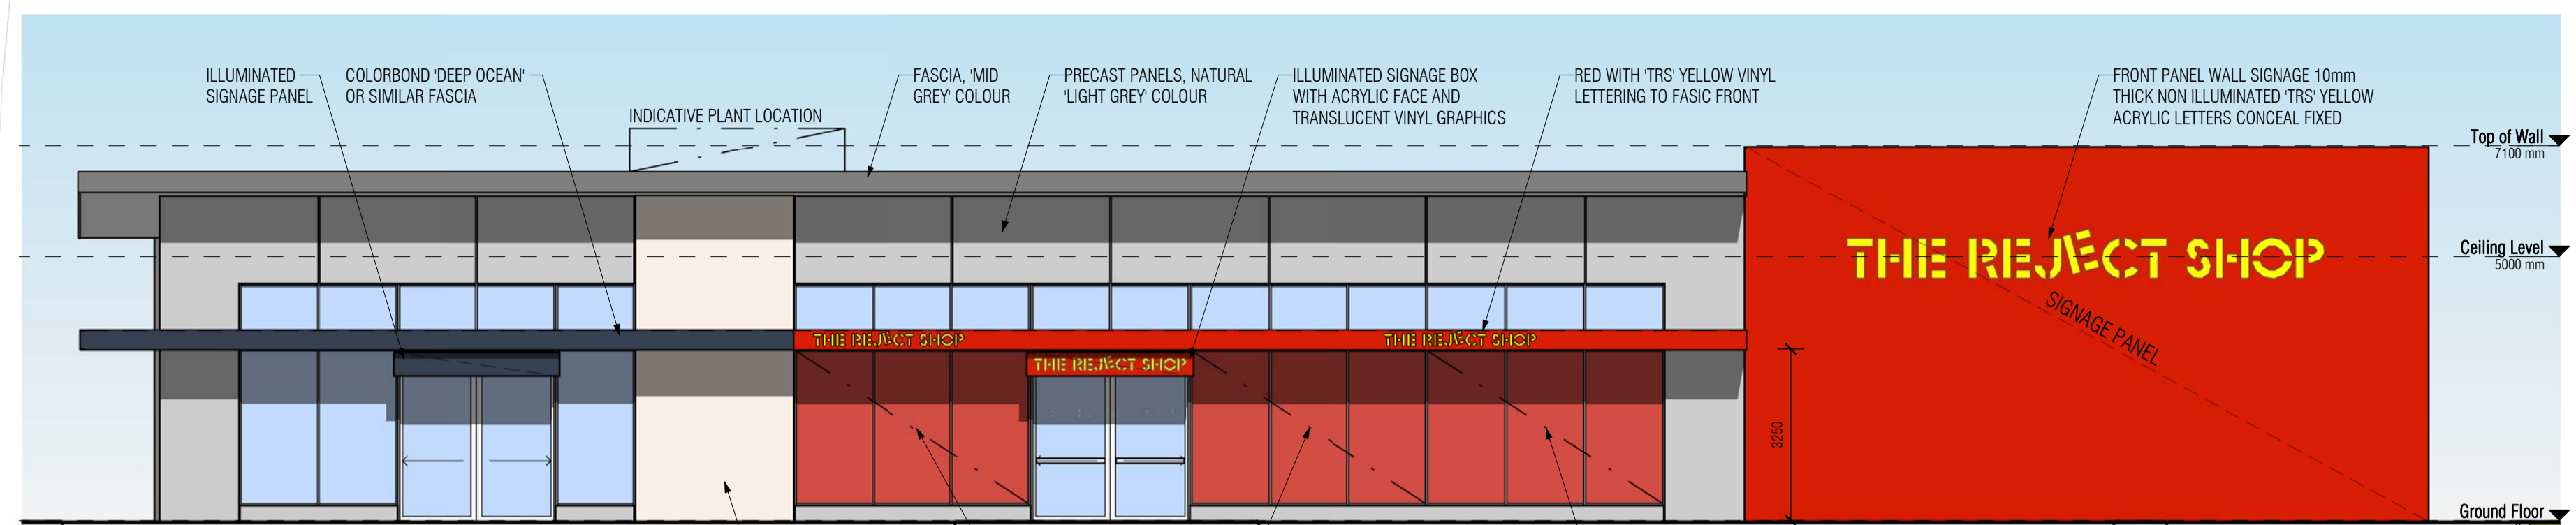 ILLUMINATED
SIGNAGE PANEL
COLORBOND 'DEEP OCEAN'
OR SIMILAR FASCIA
INDICATIVE PLANT LOCATION
FASCIA, 'MID
GREY' COLOUR
PRECAST PANELS, NATURAL
'LIGHT GREY' COLOUR
ILLUMINATED SIGNAGE BOX
WITH ACRYLIC FACE AND
TRANSLUCENT VINYL GRAPHICS
RED WITH 'TRS' YELLOW VINYL
LETTERING TO FASIC FRONT
FRONT PANEL WALL SIGNAGE 10mm
THICK NON ILLUMINATED 'TRS' YELLOW
ACRYLIC LETTERS CONCEAL FIXED
Top of Wall
7100 mm
THE REJECT SHOP
Ceiling Level
5000 mm
SIGNAGE PANEL
THE REJECT SHOP
THE REJECT SHOP
THE REJECT SHOP
3250
Ground Floor